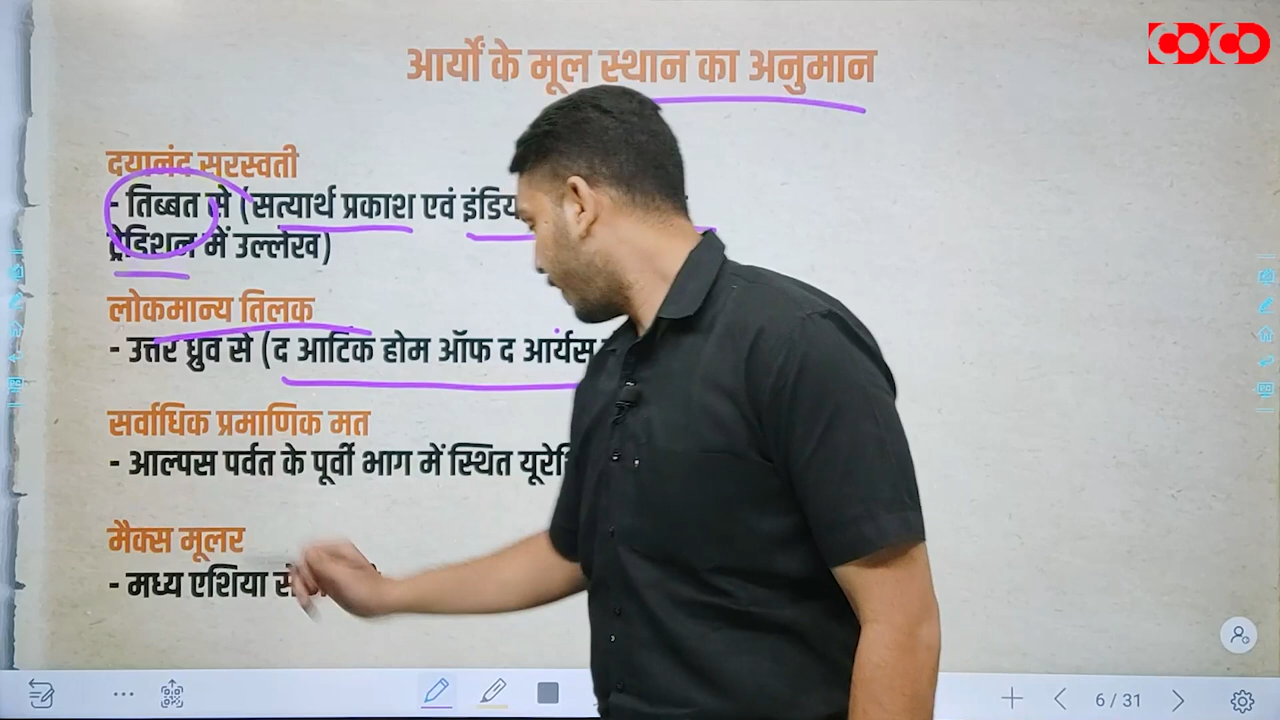 COCO
आर्यों के मूल स्थान का अनुमान
दयानंद सरस्वती
- तिब्बत से (सत्यार्थ प्रकाश एवं
ट्रेडिशन में उल्लेख)
लोकमान्य तिलक
- उत्तर ध्रुव से (द आर्टिक होम ऑफ द आर्यंस
सर्वाधिक प्रमाणिक मत
- आल्पस पर्वत के पूर्वी भाग में स्थित
मैक्स मूलर
- मध्य एशिया से
6 / 31